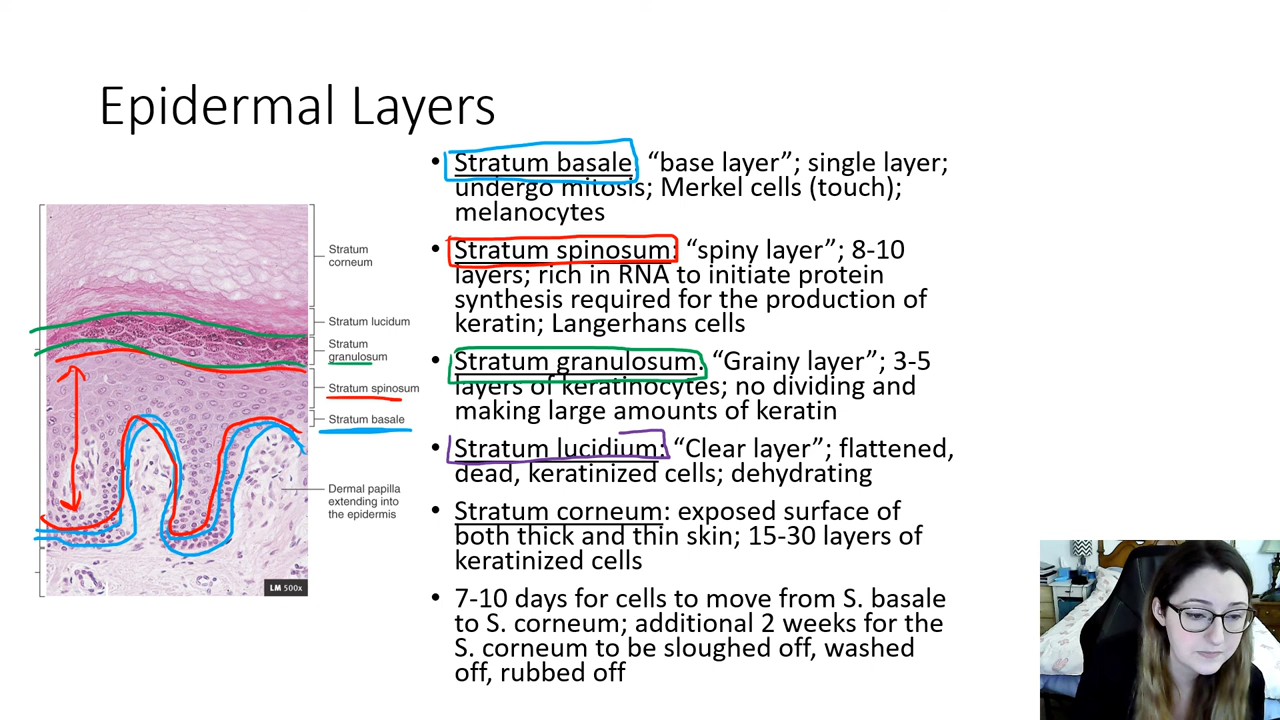 Epidermal Layers
• Stratum basale: “base layer”; single layer;
undergo mitosis; Merkel cells (touch);
melanocytes
• Stratum spinosum: “spiny layer”; 8-10
layers; rich in RNA to initiate protein
synthesis required for the production of
keratin; Langerhans cells
• Stratum granulosum: “Grainy layer”; 3-5
layers of keratinocytes; no dividing and
making large amounts of keratin
• Stratum lucidium: “Clear layer”; flattened,
dead, keratinized cells; dehydrating
• Stratum corneum: exposed surface of
both thick and thin skin; 15-30 layers of
keratinized cells
• 7-10 days for cells to move from S. basale
to S. corneum; additional 2 weeks for the
S. corneum to be sloughed off, washed
off, rubbed off
Stratum
corneum
Stratum lucidum
Stratum
granulosum
Stratum spinosum
Stratum basale
Dermal papilla
extending into
the epidermis
LM 500x